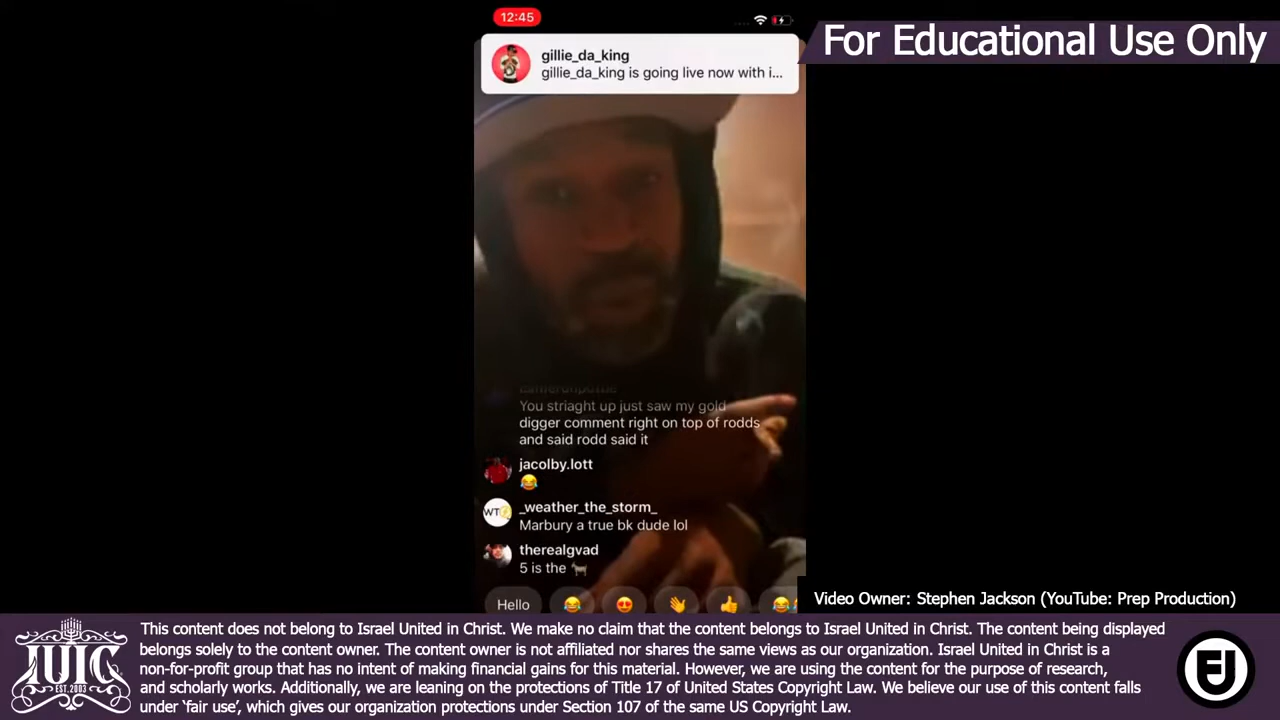 12:45
For Educational Use Only
gillie_da_king
gillie_da_king is going live now with i...
You striaght up just saw my gold
digger comment right on top of rodds
and said rodd said it
jacolby.lott
😂
_weather_the_storm_
Marbury a true bk dude lol
therealgvad
5 is the 🐐
Hello 😂 😍 👋 👍 😂
Video Owner: Stephen Jackson (YouTube: Prep Production)
IUIC
EST. 2003
This content does not belong to Israel United in Christ. We make no claim that the content belongs to Israel United in Christ. The content being displayed
belongs solely to the content owner. The content owner is not affiliated nor shares the same views as our organization. Israel United in Christ is a
non-for-profit group that has no intent of making financial gains for this material. However, we are using the content for the purpose of research,
and scholarly works. Additionally, we are leaning on the protections of Title 17 of United States Copyright Law. We believe our use of this content falls
under ‘fair use’, which gives our organization protections under Section 107 of the same US Copyright Law.